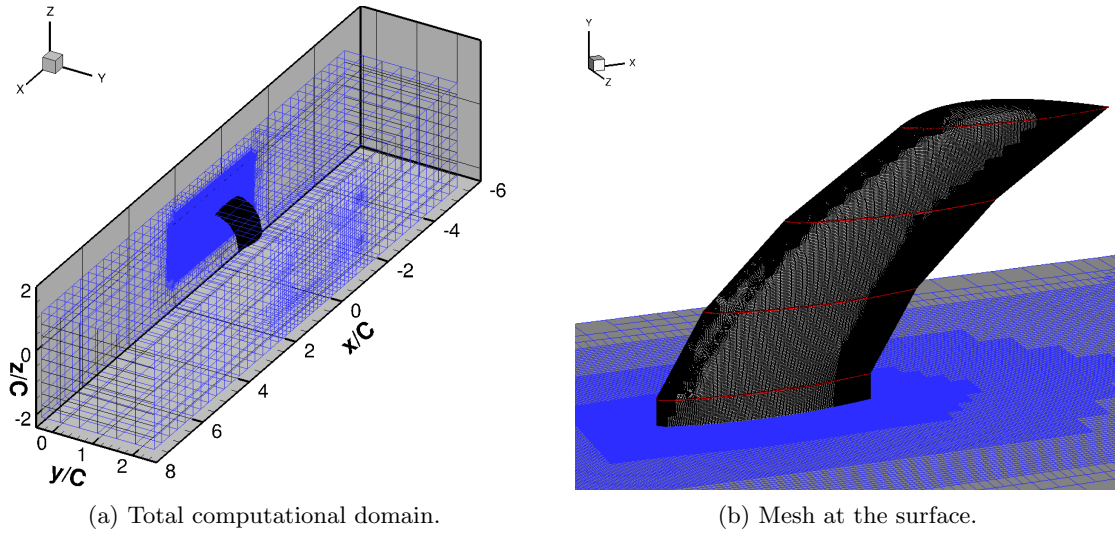 Z
Y
X
2
0
-2
z/C
0
1
2
y/C
8
6
4
2
0
-2
-4
-6
x/C
(a) Total computational domain.
Y
X
Z
(b) Mesh at the surface.